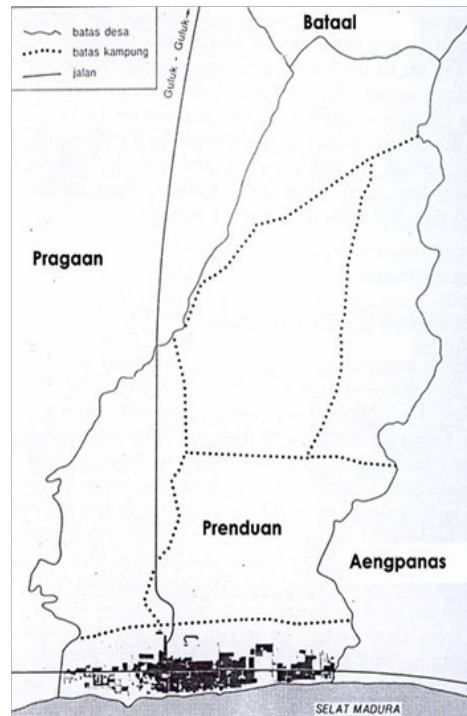 batas desa
batas kampung
jalan
Guluk - Guluk
Bataal
Pragaan
Prenduan
Aengpanas
SELAT MADURA